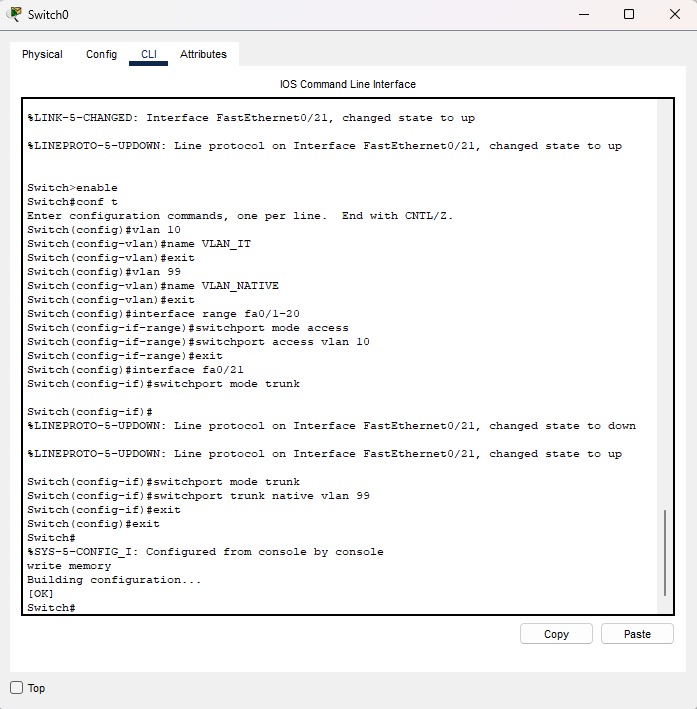 Switch0
Physical Config CLI Attributes
IOS Command Line Interface
%LINK-5-CHANGED: Interface FastEthernet0/21, changed state to up
%LINEPROTO-5-UPDOWN: Line protocol on Interface FastEthernet0/21, changed state to up
Switch>enable
Switch#conf t
Enter configuration commands, one per line.  End with CNTL/Z.
Switch(config)#vlan 10
Switch(config-vlan)#name VLAN_IT
Switch(config-vlan)#exit
Switch(config)#vlan 99
Switch(config-vlan)#name VLAN_NATIVE
Switch(config-vlan)#exit
Switch(config)#interface range fa0/1-20
Switch(config-if-range)#switchport mode access
Switch(config-if-range)#switchport access vlan 10
Switch(config-if-range)#exit
Switch(config)#interface fa0/21
Switch(config-if)#switchport mode trunk
Switch(config-if)#
%LINEPROTO-5-UPDOWN: Line protocol on Interface FastEthernet0/21, changed state to down
%LINEPROTO-5-UPDOWN: Line protocol on Interface FastEthernet0/21, changed state to up
Switch(config-if)#switchport mode trunk
Switch(config-if)#switchport trunk native vlan 99
Switch(config-if)#exit
Switch(config)#exit
Switch#
%SYS-5-CONFIG_I: Configured from console by console
write memory
Building configuration...
[OK]
Switch#
Copy Paste
Top